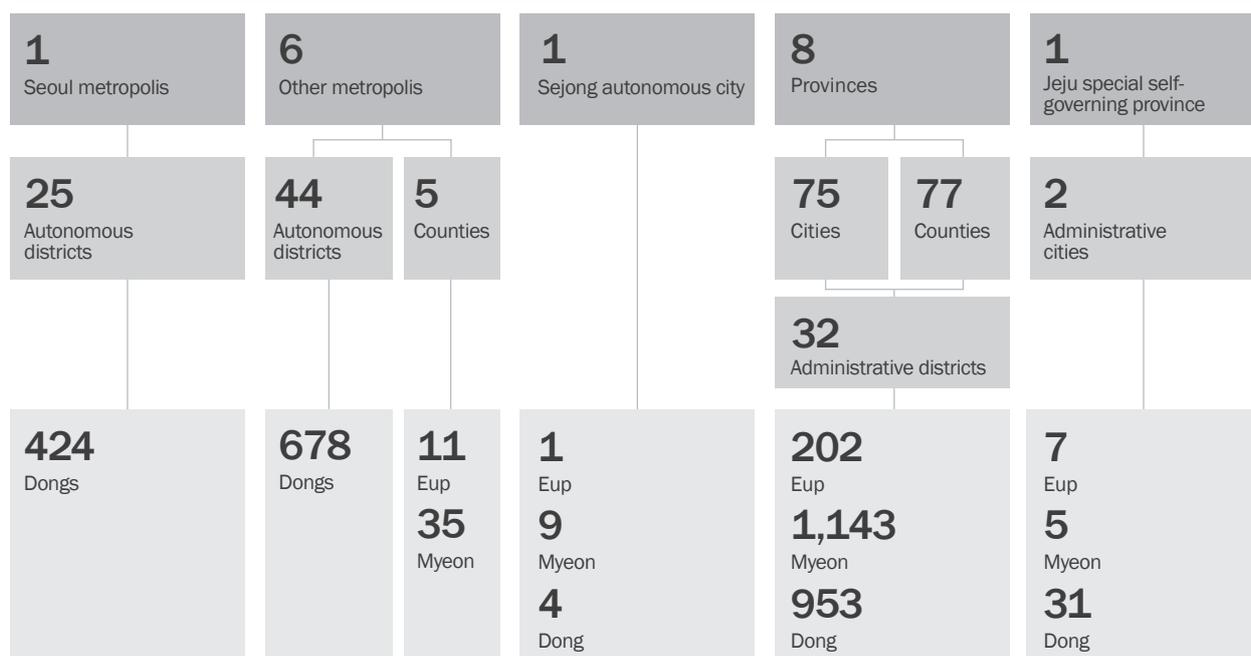 1
Seoul metropolis
6
Other metropolis
1
Sejong autonomous city
8
Provinces
1
Jeju special self-
governing province
25
Autonomous
districts
44
Autonomous
districts
5
Counties
75
Cities
77
Counties
2
Administrative
cities
32
Administrative districts
424
Dongs
678
Dongs
11
Eup
35
Myeon
1
Eup
9
Myeon
4
Dong
202
Eup
1,143
Myeon
953
Dong
7
Eup
5
Myeon
31
Dong